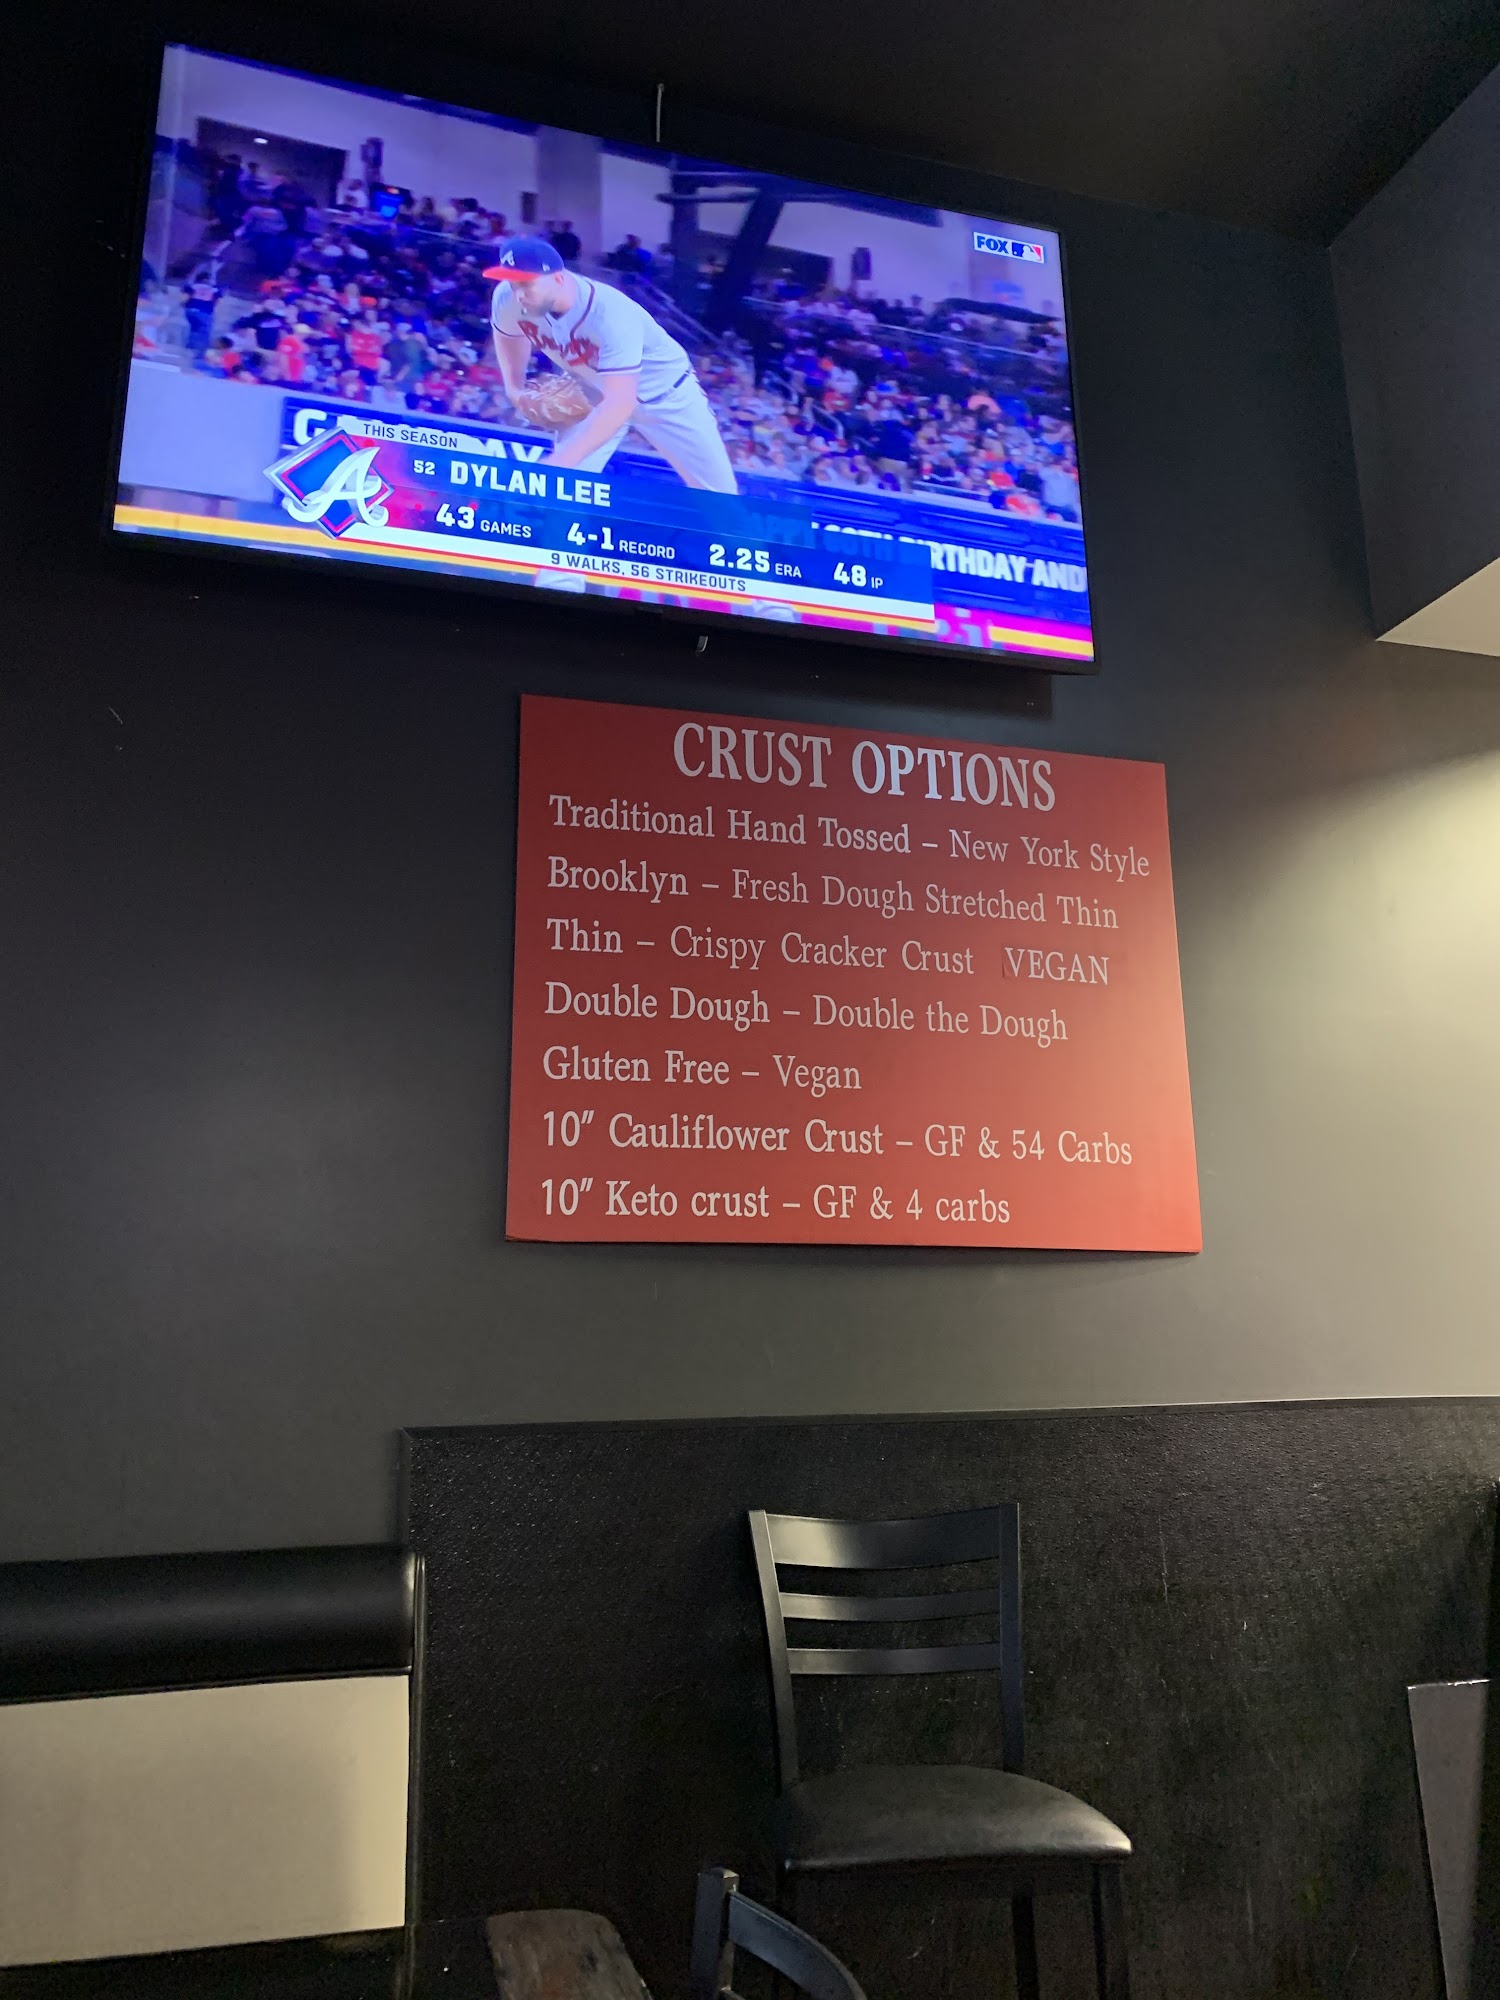 FOX
THIS SEASON
52 DYLAN LEE
43 GAMES 4-1 RECORD 2.25 ERA 48 IP
9 WALKS, 56 STRIKEOUTS
BIRTHDAY AND
CRUST OPTIONS
Traditional Hand Tossed – New York Style
Brooklyn – Fresh Dough Stretched Thin
Thin – Crispy Cracker Crust VEGAN
Double Dough – Double the Dough
Gluten Free – Vegan
10″ Cauliflower Crust – GF & 54 Carbs
10″ Keto crust – GF & 4 carbs